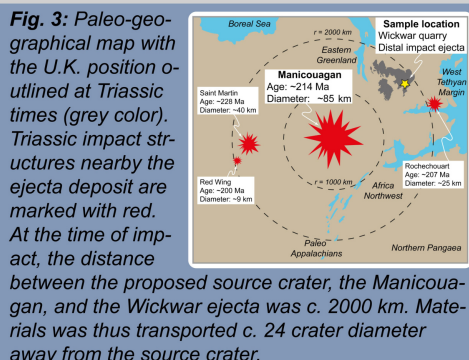 Fig. 3: Paleo-geo-
graphical map with
the U.K. position o-
utlined at Triassic
times (grey color).
Triassic impact str-
uctures nearby the
ejecta deposit are
marked with red.
At the time of imp-
act, the distance
between the proposed source crater, the Manicoua-
gan, and the Wickwar ejecta was c. 2000 km. Mate-
rials was thus transported c. 24 crater diameter
away from the source crater.
Boreal Sea
r = 2000 km
Eastern
Greenland
Sample location
Wickwar quarry
Distal impact ejecta
West
Tethyan
Margin
Manicouagan
Age: ~214 Ma
Diameter: ~85 km
Saint Martin
Age: ~228 Ma
Diameter: ~40 km
Red Wing
Age: ~200 Ma
Diameter: ~9 km
r = 1000 km
Rochechouart
Age: ~207 Ma
Diameter: ~25 km
Africa
Northwest
Paleo
Appalachians
Northern Pangaea